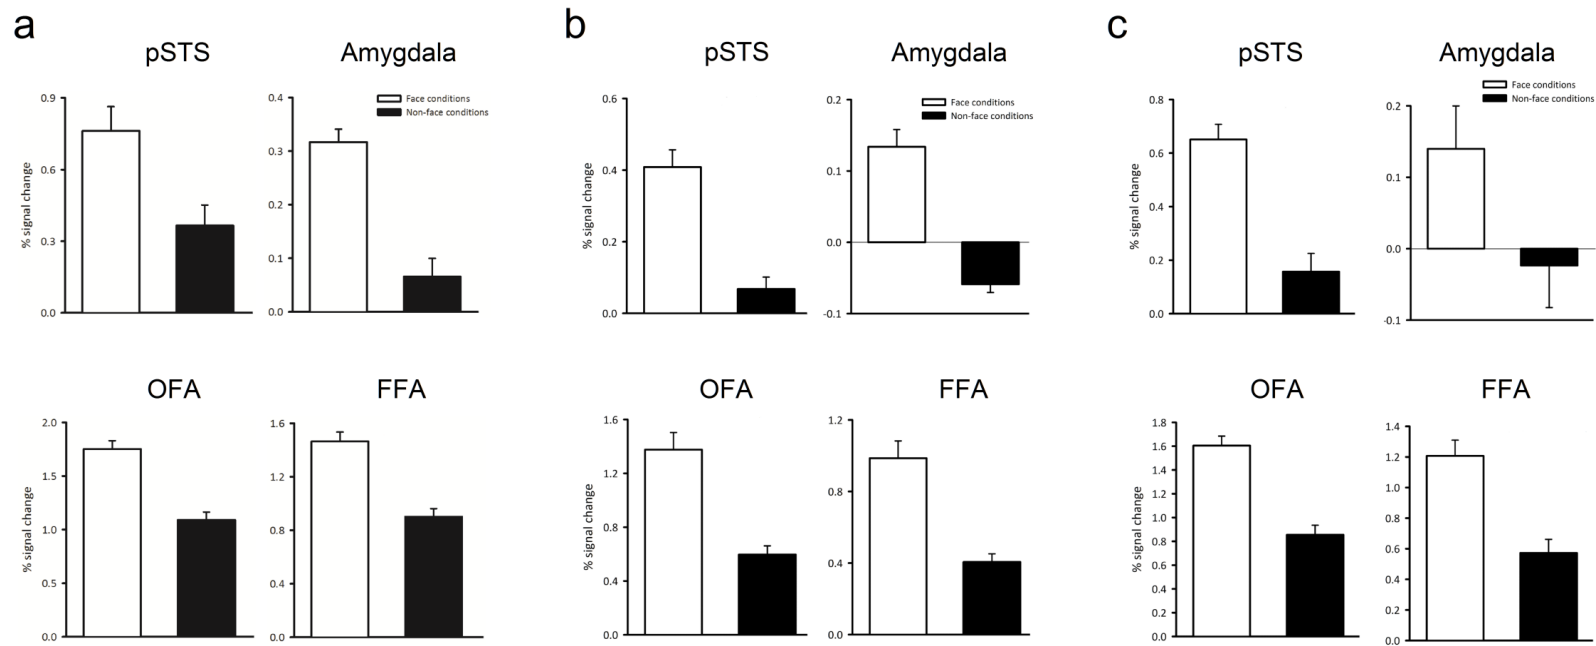 a
pSTS
Amygdala
Face conditions
Non-face conditions
% signal change
0.9
0.6
0.3
0.0
0.4
0.3
0.2
0.1
0.0
OFA
FFA
% signal change
2.0
1.5
1.0
0.5
0.0
1.6
1.2
0.8
0.4
0.0
b
pSTS
Amygdala
Face conditions
Non-face conditions
% signal change
0.6
0.4
0.2
0.0
0.2
0.1
0.0
-0.1
OFA
FFA
% signal change
1.6
1.2
0.8
0.4
0.0
1.2
0.8
0.4
0.0
c
pSTS
Amygdala
Face conditions
Non-face conditions
% signal change
0.8
0.6
0.4
0.2
0.0
0.2
0.1
0.0
-0.1
OFA
FFA
% signal change
1.8
1.6
1.4
1.2
1.0
0.8
0.6
0.4
0.2
0.0
1.4
1.2
1.0
0.8
0.6
0.4
0.2
0.0